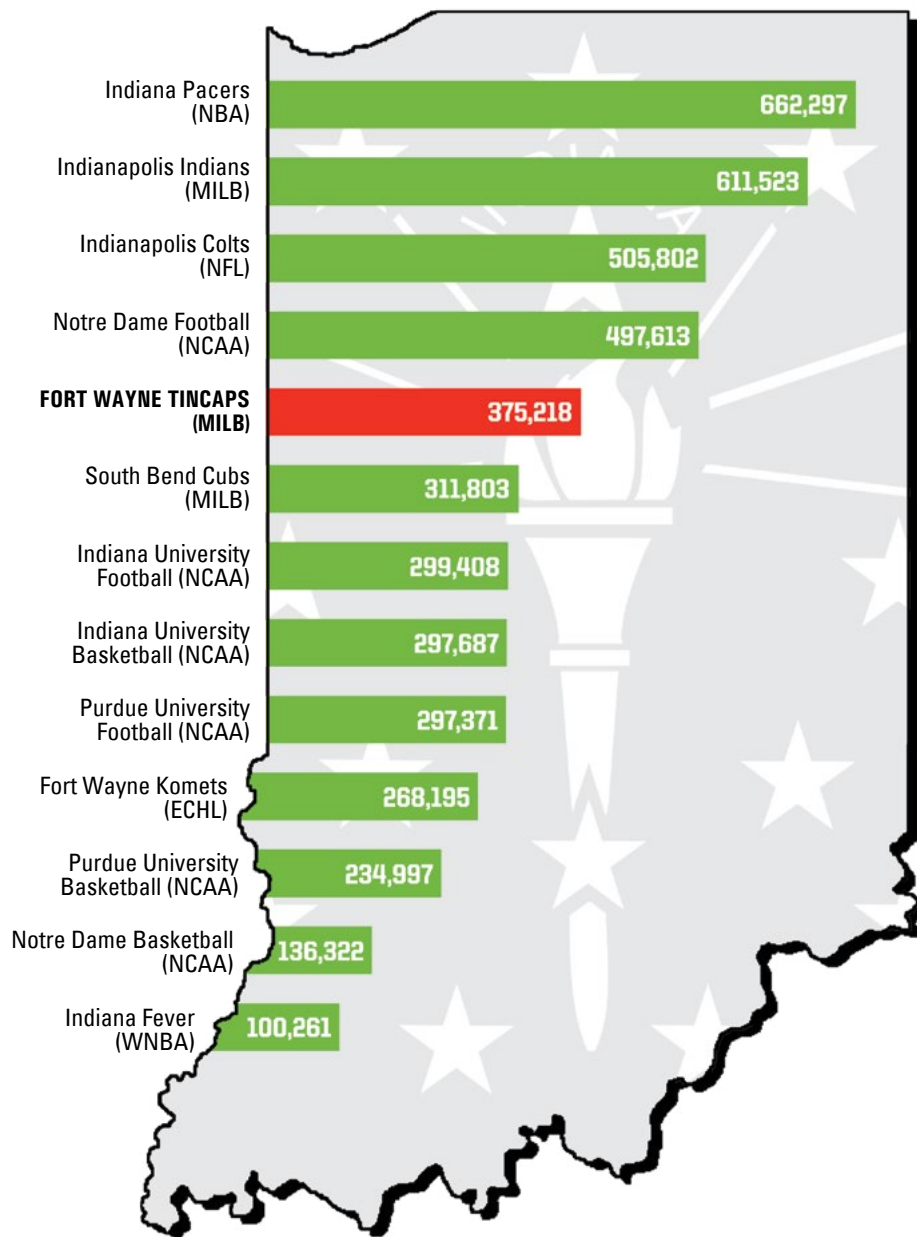 Indiana Pacers
(NBA)
662,297
Indianapolis Indians
(MILB)
611,523
Indianapolis Colts
(NFL)
505,802
Notre Dame Football
(NCAA)
497,613
FORT WAYNE TINCAPS
(MILB)
375,218
South Bend Cubs
(MILB)
311,803
Indiana University
Football (NCAA)
299,408
Indiana University
Basketball (NCAA)
297,687
Purdue University
Football (NCAA)
297,371
Fort Wayne Komets
(ECHL)
268,195
Purdue University
Basketball (NCAA)
234,997
Notre Dame Basketball
(NCAA)
136,322
Indiana Fever
(WNBA)
100,261